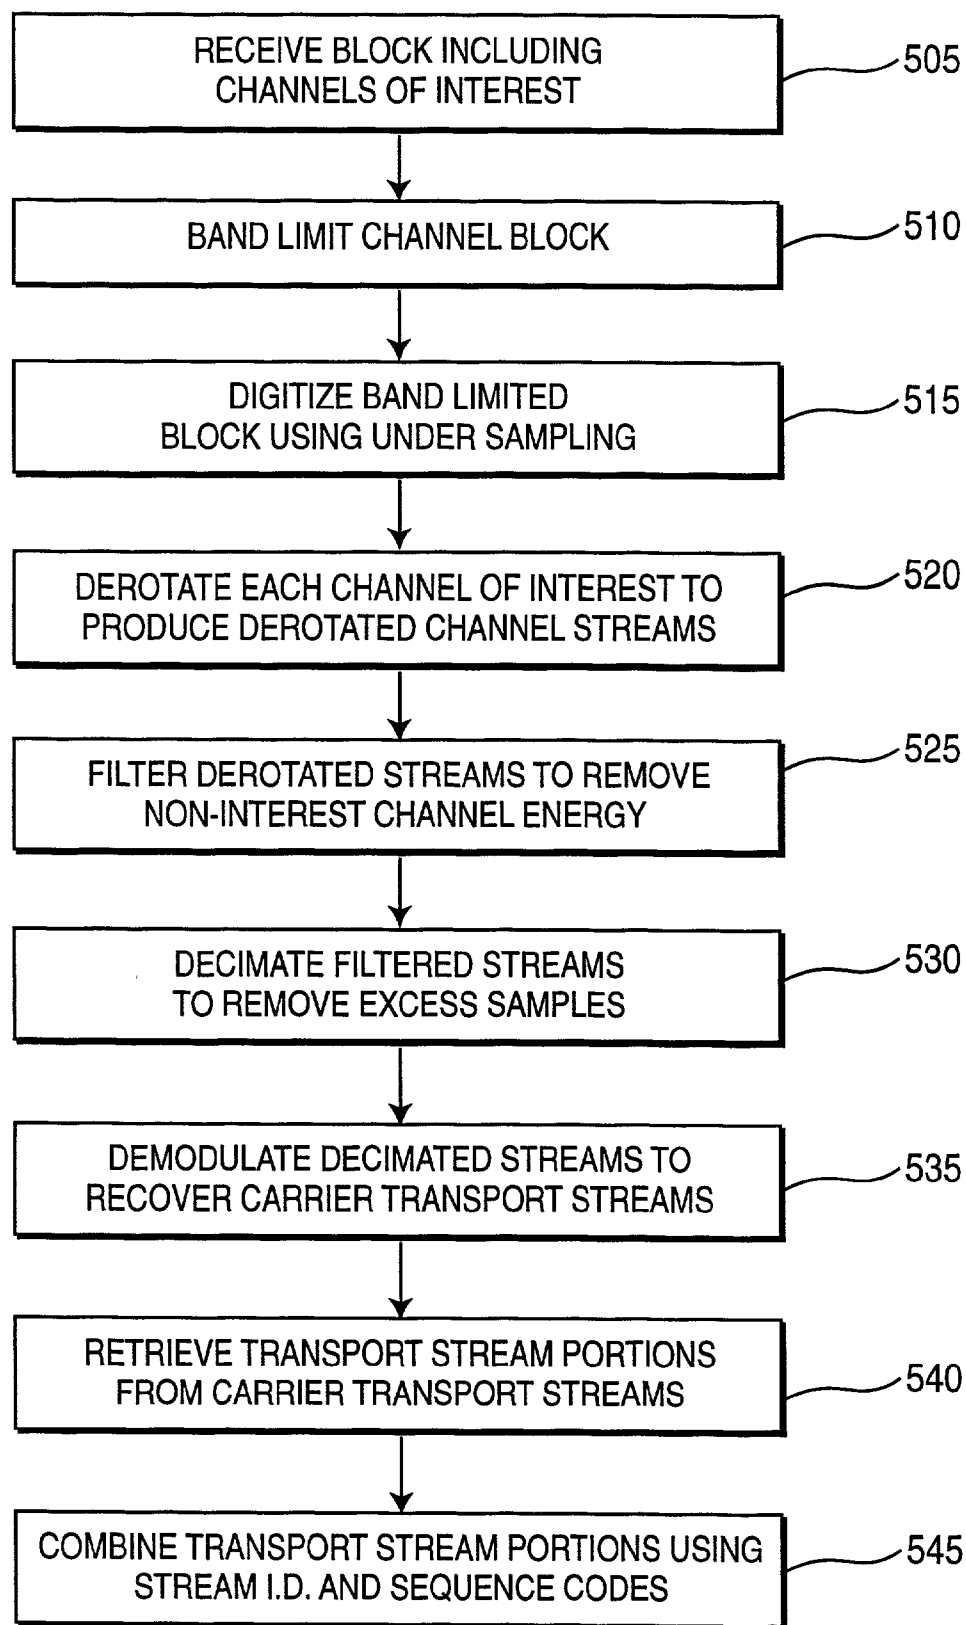 RECEIVE BLOCK INCLUDING
CHANNELS OF INTEREST
505
BAND LIMIT CHANNEL BLOCK
510
DIGITIZE BAND LIMITED
BLOCK USING UNDER SAMPLING
515
DEROTATE EACH CHANNEL OF INTEREST TO
PRODUCE DEROTATED CHANNEL STREAMS
520
FILTER DEROTATED STREAMS TO REMOVE
NON-INTEREST CHANNEL ENERGY
525
DECIMATE FILTERED STREAMS
TO REMOVE EXCESS SAMPLES
530
DEMODULATE DECIMATED STREAMS TO
RECOVER CARRIER TRANSPORT STREAMS
535
RETRIEVE TRANSPORT STREAM PORTIONS
FROM CARRIER TRANSPORT STREAMS
540
COMBINE TRANSPORT STREAM PORTIONS USING
STREAM I.D. AND SEQUENCE CODES
545